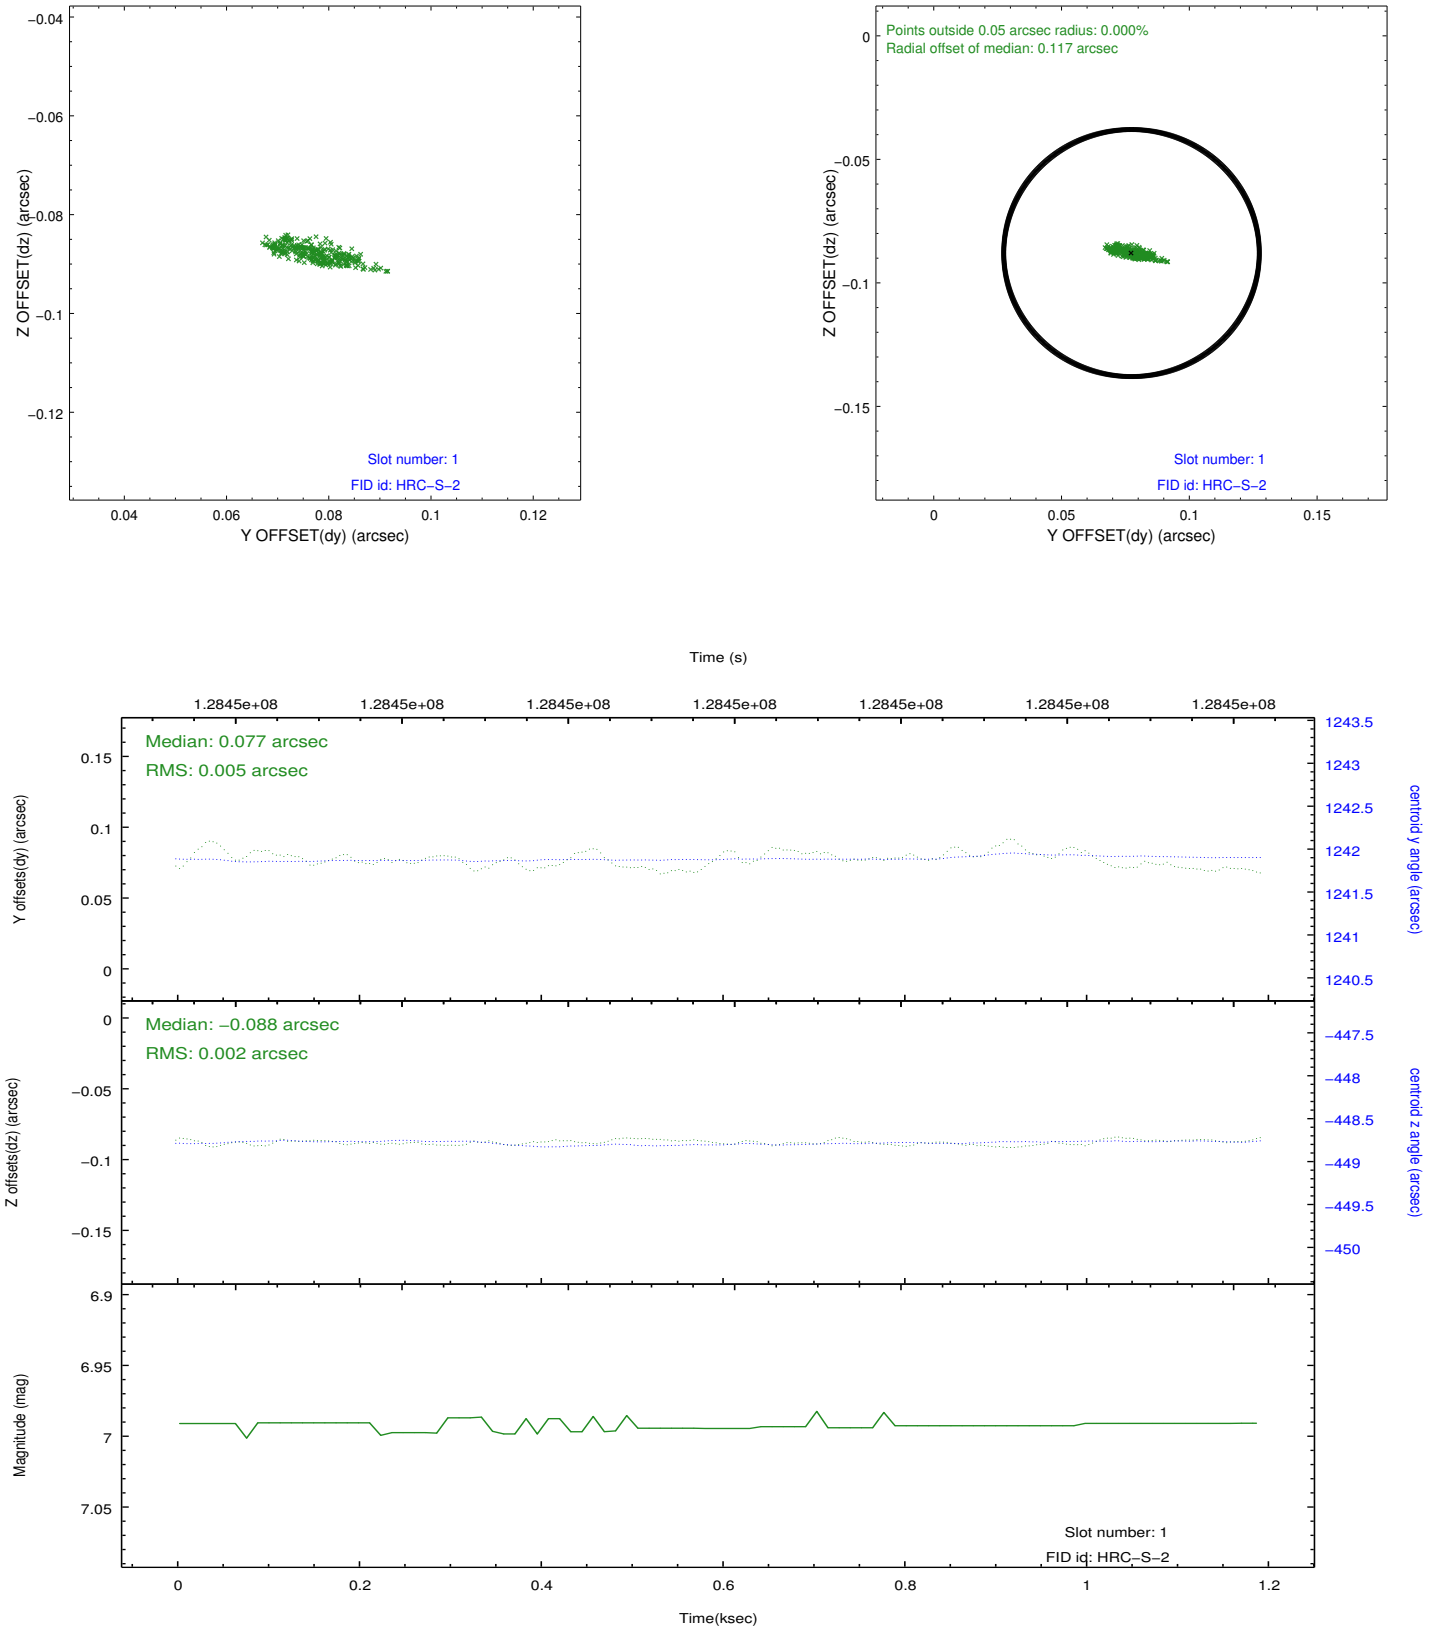 −0.04
−0.06
−0.08
−0.1
−0.12
Z OFFSET(dz) (arcsec)
Slot number: 1
FID id: HRC−S−2
0.04 0.06 0.08 0.1 0.12
Y OFFSET(dy) (arcsec)
Points outside 0.05 arcsec radius: 0.000%
Radial offset of median: 0.117 arcsec
0
−0.05
−0.1
−0.15
Z OFFSET(dz) (arcsec)
Slot number: 1
FID id: HRC−S−2
0 0.05 0.1 0.15
Y OFFSET(dy) (arcsec)
Time (s)
1.2845e+08 1.2845e+08 1.2845e+08 1.2845e+08 1.2845e+08 1.2845e+08 1.2845e+08
Median: 0.077 arcsec
RMS: 0.005 arcsec
0.15
0.1
0.05
0
Y offsets(dy) (arcsec)
1243.5
1243
1242.5
1242
1241.5
1241
1240.5
centroid y angle (arcsec)
Median: −0.088 arcsec
RMS: 0.002 arcsec
0
−0.05
−0.1
−0.15
Z offsets(dz) (arcsec)
−447.5
−448
−448.5
−449
−449.5
−450
centroid z angle (arcsec)
6.9
6.95
7
7.05
Magnitude (mag)
Slot number: 1
FID id: HRC−S−2
0 0.2 0.4 0.6 0.8 1 1.2
Time(ksec)